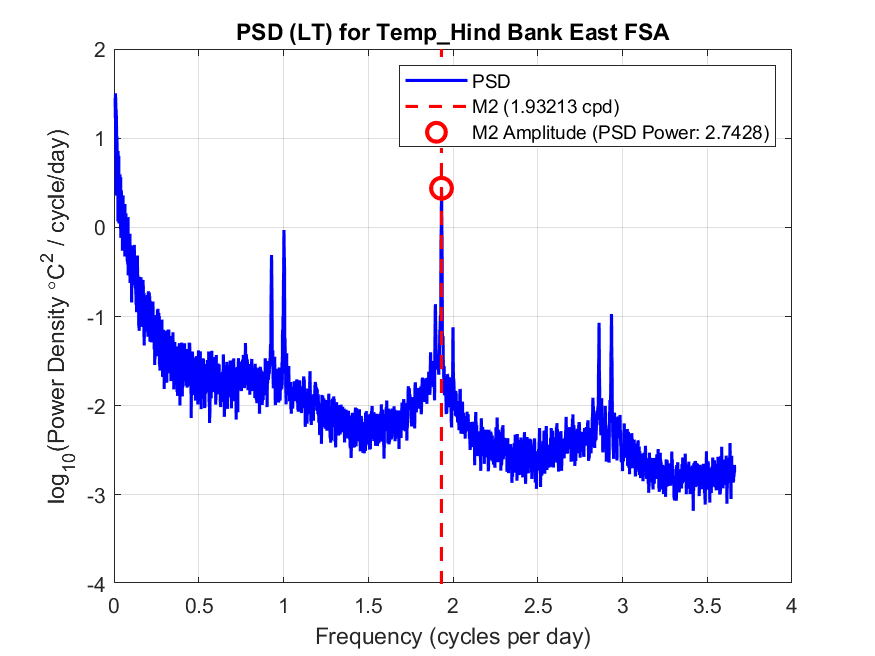 PSD (LT) for Temp_Hind Bank East FSA
PSD
M2 (1.93213 cpd)
M2 Amplitude (PSD Power: 2.7428)
log10(Power Density °C2 / cycle/day)
2
1
0
-1
-2
-3
-4
0 0.5 1 1.5 2 2.5 3 3.5 4
Frequency (cycles per day)